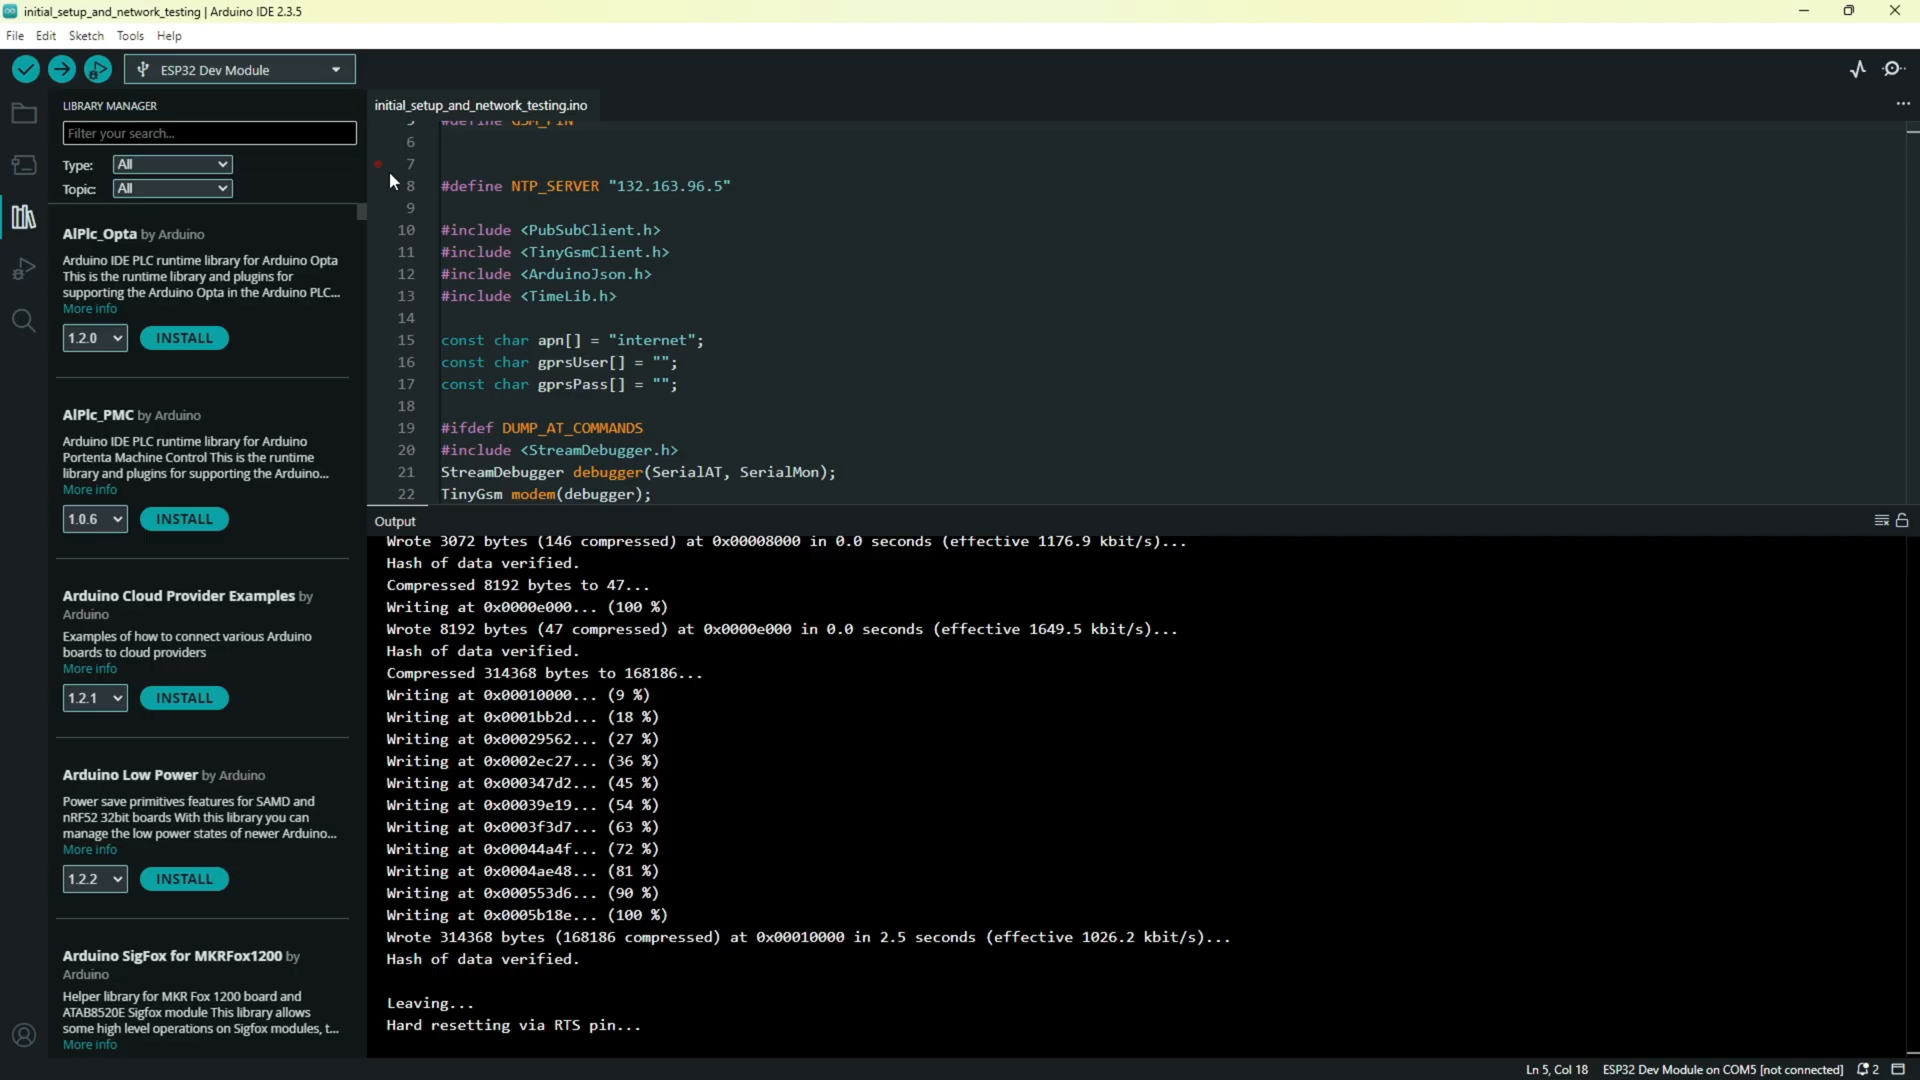 initial_setup_and_network_testing | Arduino IDE 2.3.5
File Edit Sketch Tools Help
ESP32 Dev Module
LIBRARY MANAGER
Filter your search...
Type: All
Topic: All
AlPlc_Opta by Arduino
Arduino IDE PLC runtime library for Arduino Opta
This is the runtime library and plugins for
supporting the Arduino Opta in the Arduino PLC...
More info
1.2.0 INSTALL
AlPlc_PMC by Arduino
Arduino IDE PLC runtime library for Arduino
Portenta Machine Control This is the runtime
library and plugins for supporting the Arduino...
More info
1.0.6 INSTALL
Arduino Cloud Provider Examples by
Arduino
Examples of how to connect various Arduino
boards to cloud providers
More info
1.2.1 INSTALL
Arduino Low Power by Arduino
Power save primitives features for SAMD and
nRF52 32bit boards With this library you can
manage the low power states of newer Arduino...
More info
1.2.2 INSTALL
Arduino SigFox for MKRFox1200 by
Arduino
Helper library for MKR Fox 1200 board and
ATAB8520E Sigfox module This library allows
some high level operations on Sigfox modules, t...
More info
initial_setup_and_network_testing.ino
5 #define GSM_PIN
6
7
8 #define NTP_SERVER "132.163.96.5"
9
10 #include <PubSubClient.h>
11 #include <TinyGsmClient.h>
12 #include <ArduinoJson.h>
13 #include <TimeLib.h>
14
15 const char apn[] = "internet";
16 const char gprsUser[] = "";
17 const char gprsPass[] = "";
18
19 #ifdef DUMP_AT_COMMANDS
20 #include <StreamDebugger.h>
21 StreamDebugger debugger(SerialAT, SerialMon);
22 TinyGsm modem(debugger);
Output
Wrote 3072 bytes (146 compressed) at 0x00008000 in 0.0 seconds (effective 1176.9 kbit/s)...
Hash of data verified.
Compressed 8192 bytes to 47...
Writing at 0x0000e000... (100 %)
Wrote 8192 bytes (47 compressed) at 0x0000e000 in 0.0 seconds (effective 1649.5 kbit/s)...
Hash of data verified.
Compressed 314368 bytes to 168186...
Writing at 0x00010000... (9 %)
Writing at 0x0001bb2d... (18 %)
Writing at 0x00029562... (27 %)
Writing at 0x0002ec27... (36 %)
Writing at 0x000347d2... (45 %)
Writing at 0x00039e19... (54 %)
Writing at 0x0003f3d7... (63 %)
Writing at 0x00044a4f... (72 %)
Writing at 0x0004ae48... (81 %)
Writing at 0x000553d6... (90 %)
Writing at 0x0005b18e... (100 %)
Wrote 314368 bytes (168186 compressed) at 0x00010000 in 2.5 seconds (effective 1026.2 kbit/s)...
Hash of data verified.
Leaving...
Hard resetting via RTS pin...
Ln 5, Col 18 ESP32 Dev Module on COM5 [not connected] 2